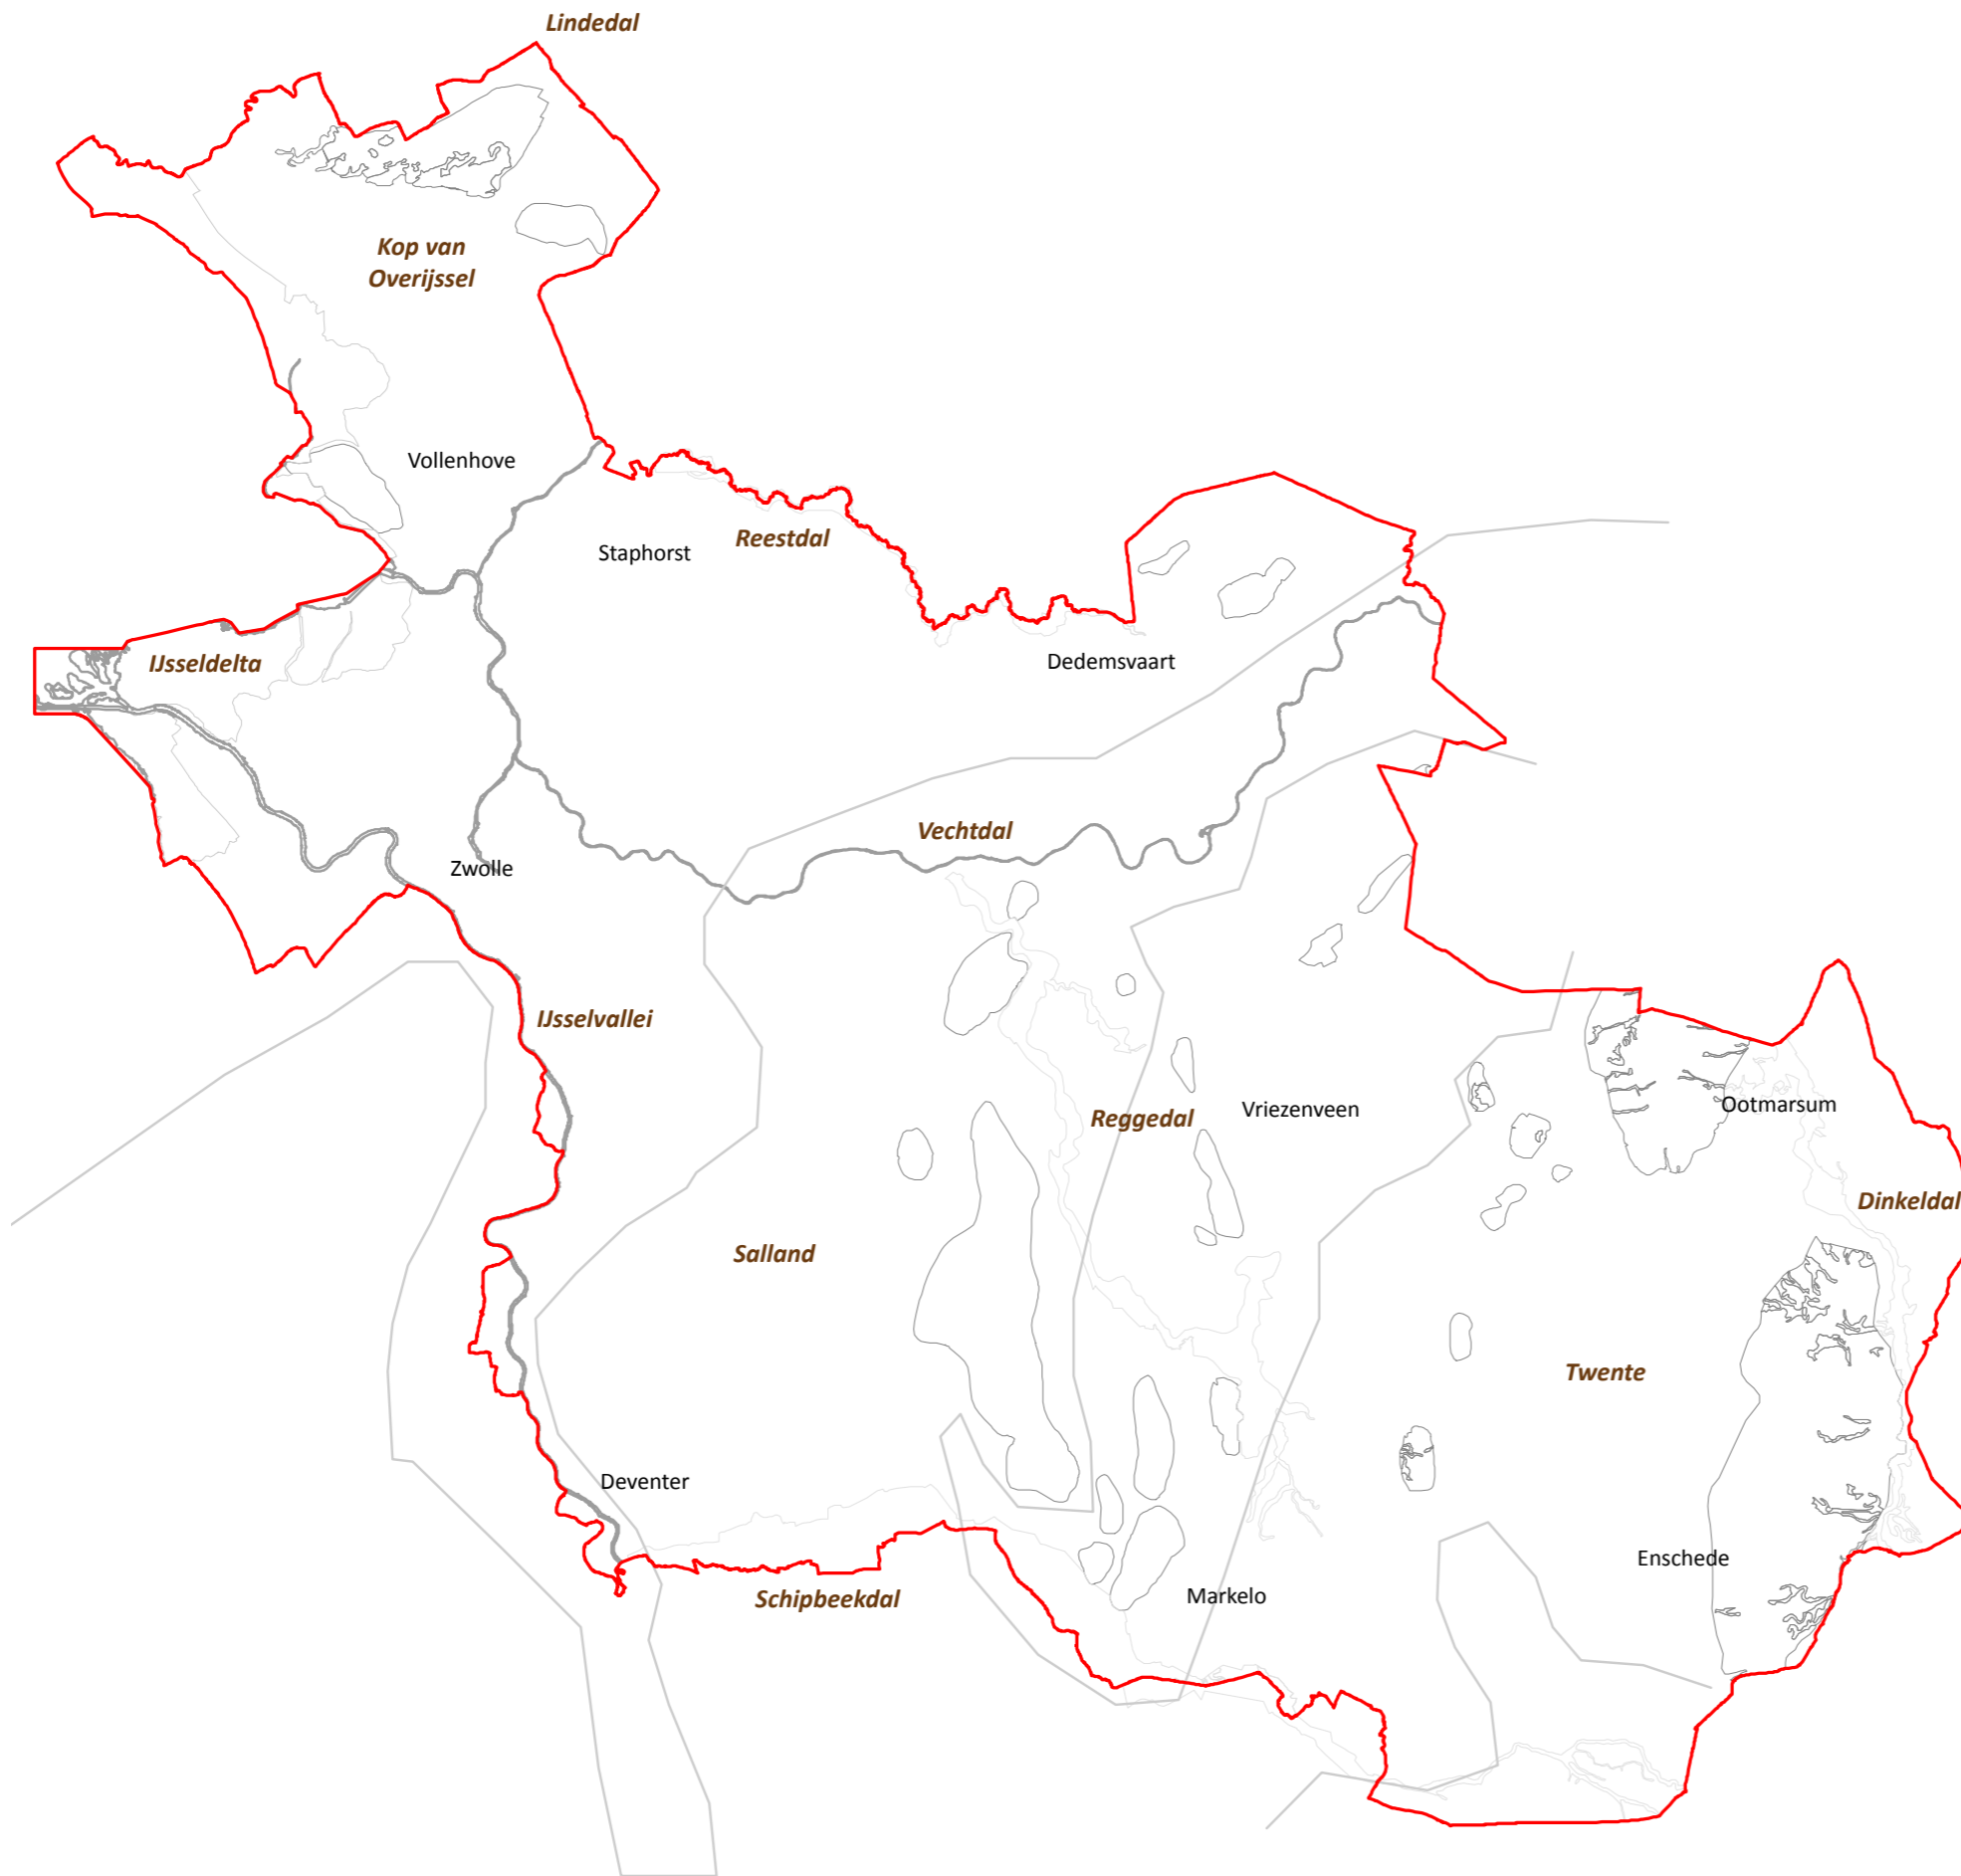 Lindedal
Kop van
Overijssel
Vollenhove
Staphorst
Reestdal
IJsseldelta
Dedemsvaart
Vechtdal
Zwolle
IJsselvallei
Reggedal
Vriezenveen
Ootmarsum
Dinkeldal
Salland
Twente
Deventer
Enschede
Schipbeekdal
Markelo